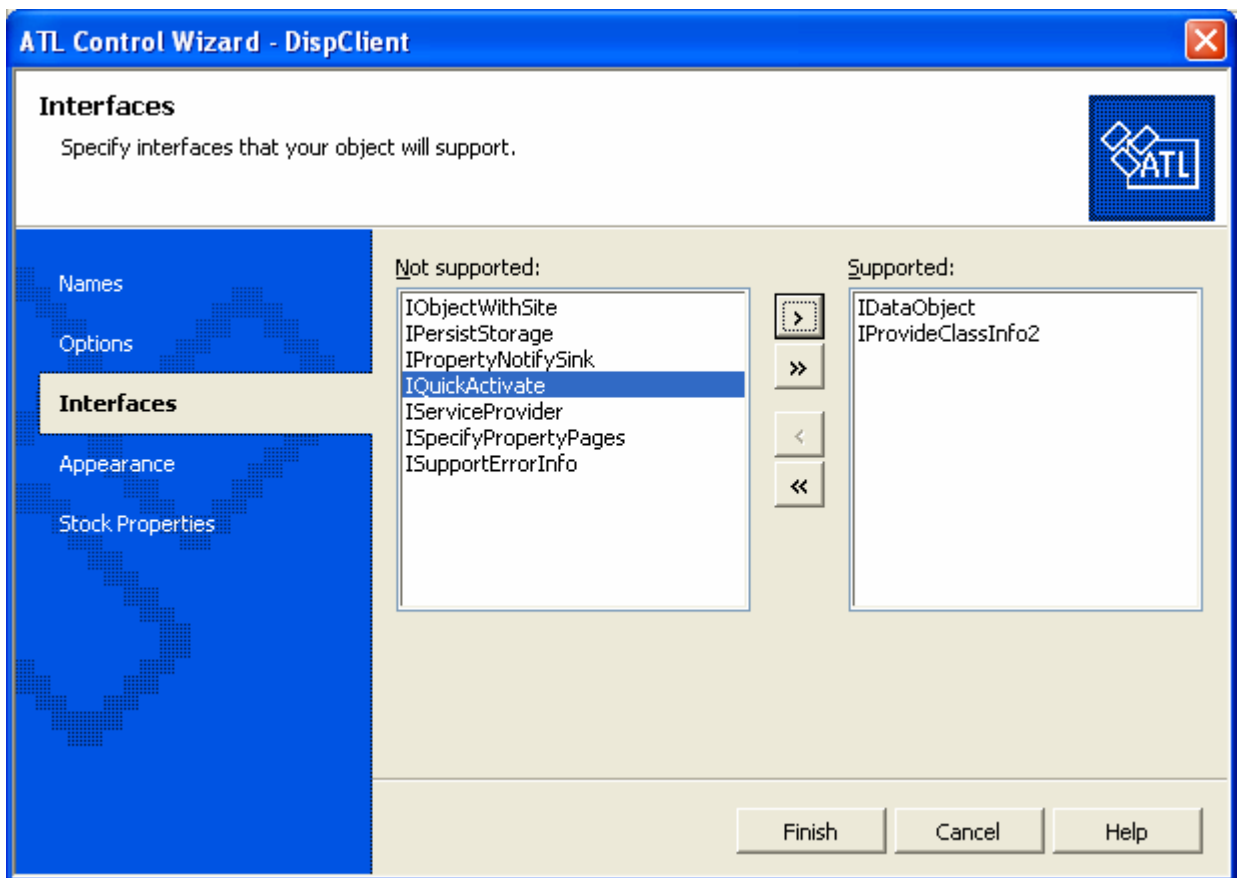 ATL Control Wizard - DispClient
Interfaces
Specify interfaces that your object will support.
ATL
Names
Options
Interfaces
Appearance
Stock Properties
Not supported:
IObjectWithSite
IPersistStorage
IPropertyNotifySink
IQuickActivate
IServiceProvider
ISpecifyPropertyPages
ISupportErrorInfo
>
>>
<
<<
Supported:
IDataObject
IProvideClassInfo2
Finish Cancel Help